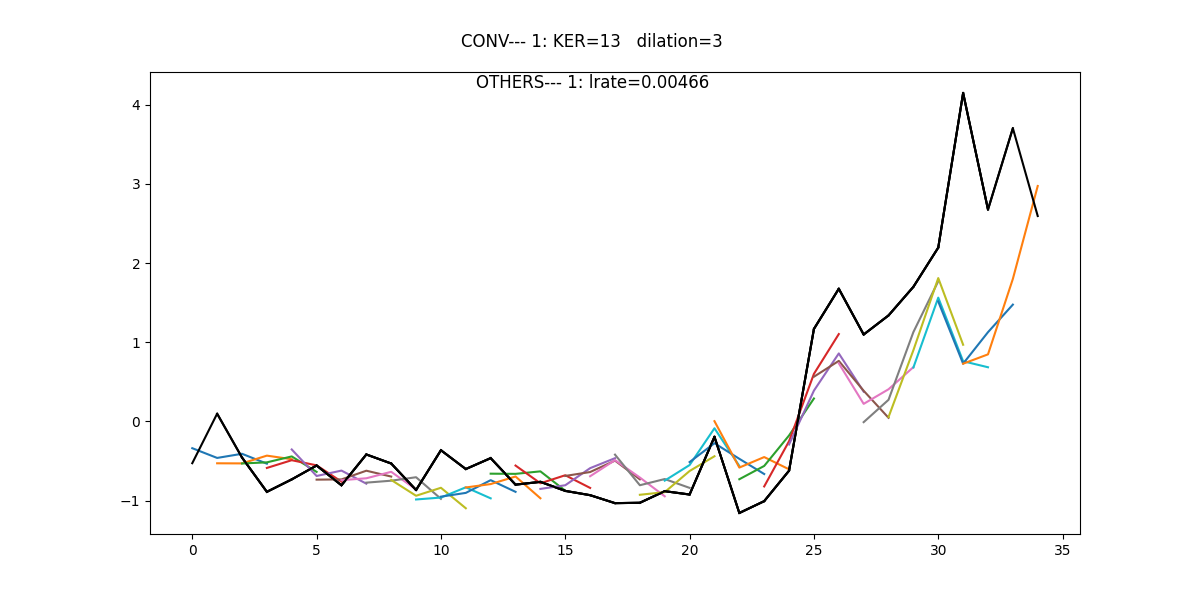 CONV--- 1: KER=13   dilation=3
OTHERS--- 1: lrate=0.00466
4
3
2
1
0
−1
0 5 10 15 20 25 30 35